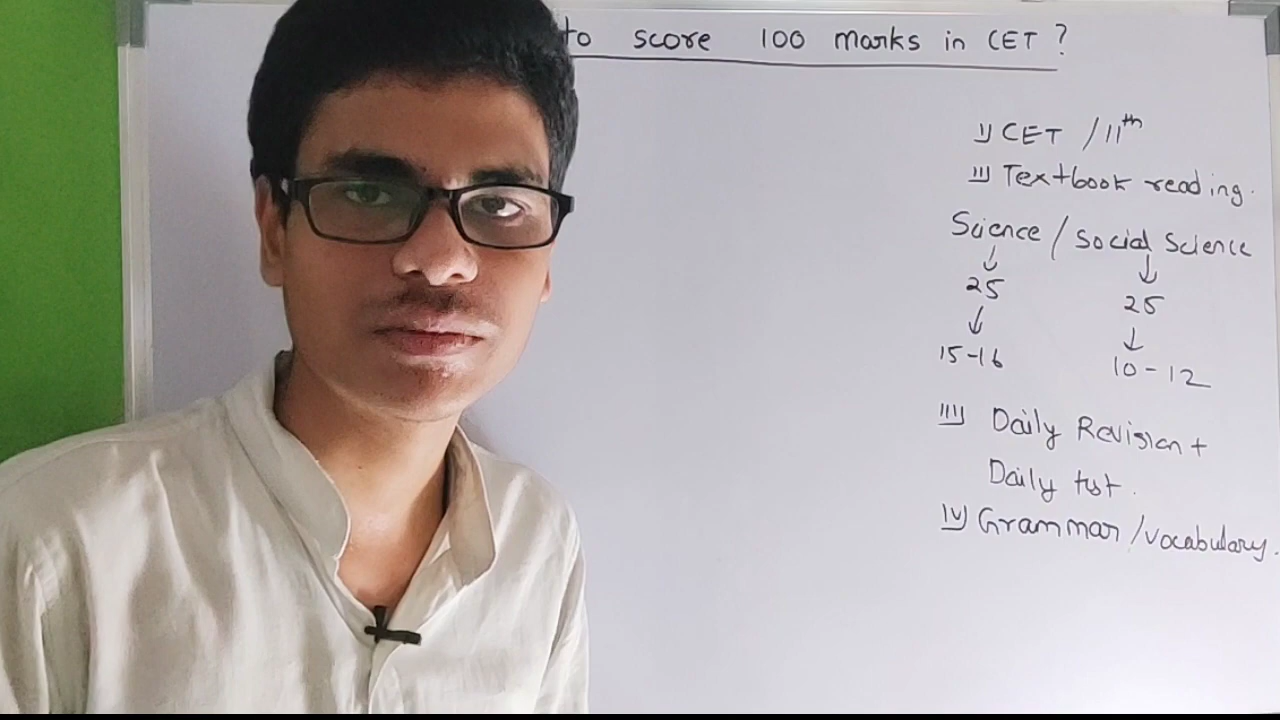 to score 100 marks in CET ?
I) CET / 11th
II) Textbook reading.
Science / Social Science
↓ ↓
25 25
↓ ↓
15-16 10-12
III) Daily Revision +
Daily test.
IV) Grammar / vocabulary.